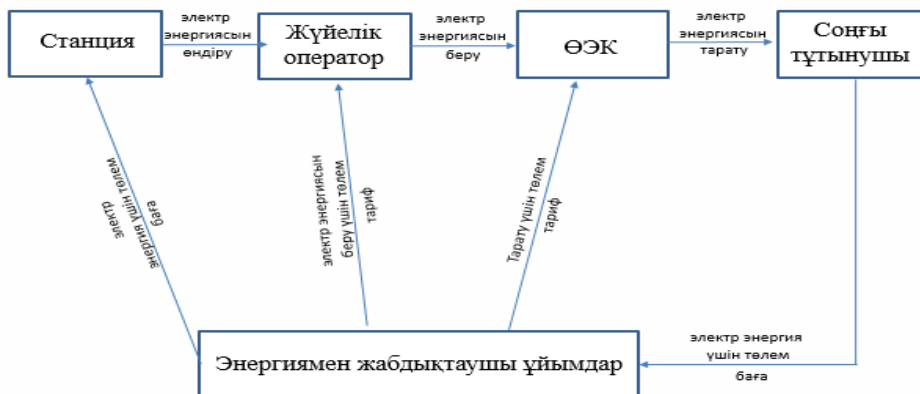 Станция
электр
энергиясын
өндіру
Жүйелік
оператор
электр
энергиясын
беру
ӨЭК
электр
энергиясын
тарату
Соңғы
тұтынушы
электр
энергия үшін төлем
баға
электр энергиясын
беру үшін төлем
тариф
Тарату үшін төлем
тариф
электр энергия
үшін төлем
баға
Энергиямен жабдықтаушы ұйымдар